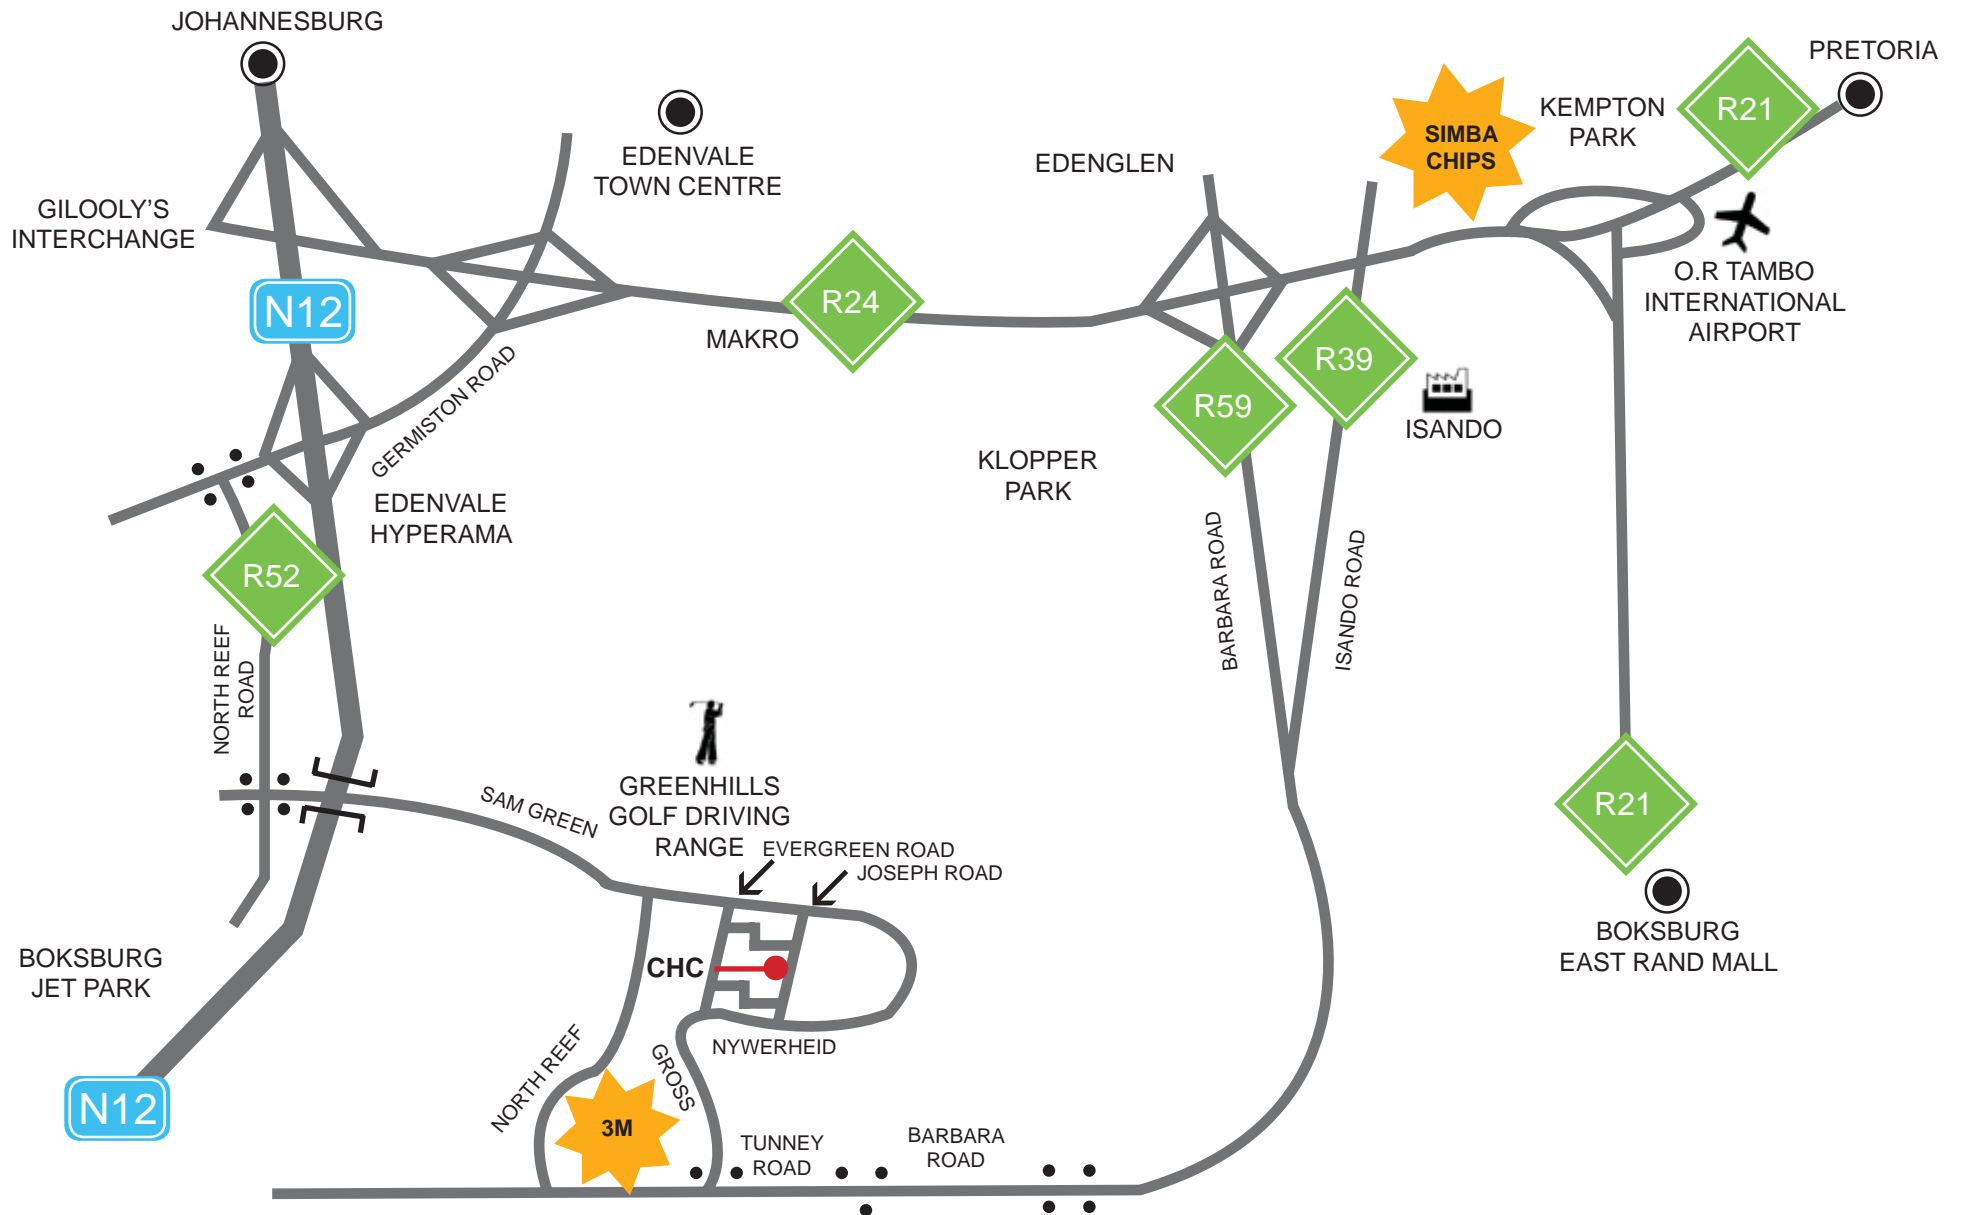 JOHANNESBURG
PRETORIA
KEMPTON
PARK
R21
SIMBA
CHIPS
EDENVALE
TOWN CENTRE
EDENGLEN
GILOOLY'S
INTERCHANGE
O.R TAMBO
INTERNATIONAL
AIRPORT
N12
R24
MAKRO
R39
R59
ISANDO
GERMISTON ROAD
KLOPPER
PARK
EDENVALE
HYPERAMA
R52
BARBARA ROAD
ISANDO ROAD
NORTH REEF
ROAD
GREENHILLS
GOLF DRIVING
RANGE
SAM GREEN
EVERGREEN ROAD
JOSEPH ROAD
R21
BOKSBURG
EAST RAND MALL
BOKSBURG
JET PARK
CHC
NYWERHEID
NORTH REEF
GROSS
N12
3M
TUNNEY
ROAD
BARBARA
ROAD